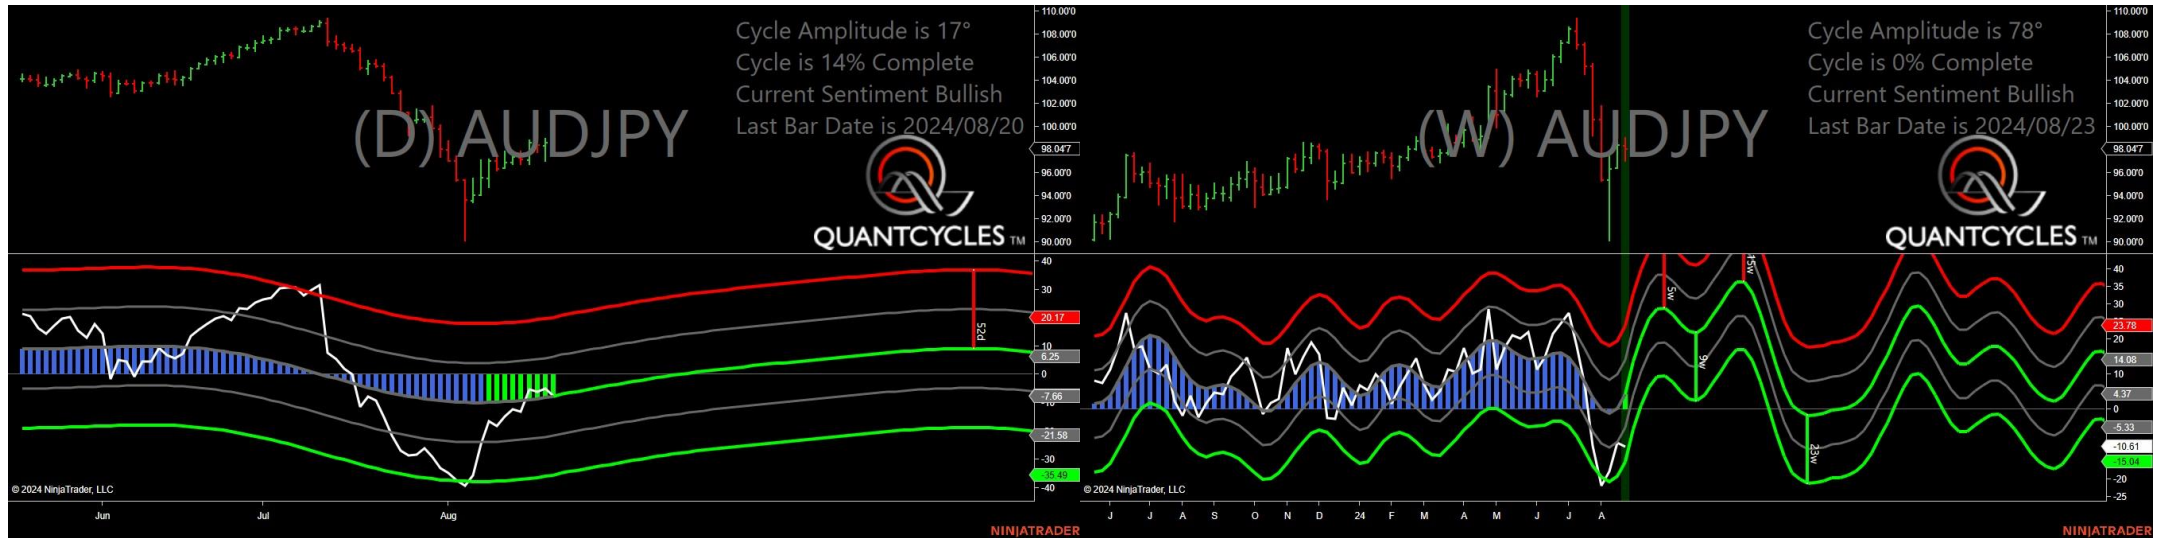 Cycle Amplitude is 17°
Cycle is 14% Complete
Current Sentiment Bullish
Last Bar Date is 2024/08/20
(D) AUDJPY
QUANTCYCLES TM
110.00'0
108.00'0
106.00'0
104.00'0
102.00'0
100.00'0
98.04'7
96.00'0
94.00'0
92.00'0
90.00'0
40
30
20.17
10
6.25
0
-7.66
-21.58
-30
-35.49
-40
52d
© 2024 NinjaTrader, LLC
Jun
Jul
Aug
NINJATRADER
Cycle Amplitude is 78°
Cycle is 0% Complete
Current Sentiment Bullish
Last Bar Date is 2024/08/23
(W) AUDJPY
QUANTCYCLES TM
110.00'0
108.00'0
106.00'0
104.00'0
102.00'0
100.00'0
98.04'7
96.00'0
94.00'0
92.00'0
90.00'0
40
35
30
23.78
20
14.08
10
4.37
0
-5.33
-10.61
-15.04
-20
-25
5w
9w
23w
© 2024 NinjaTrader, LLC
J
J
A
S
O
N
D
24
F
M
A
M
J
J
A
NINJATRADER